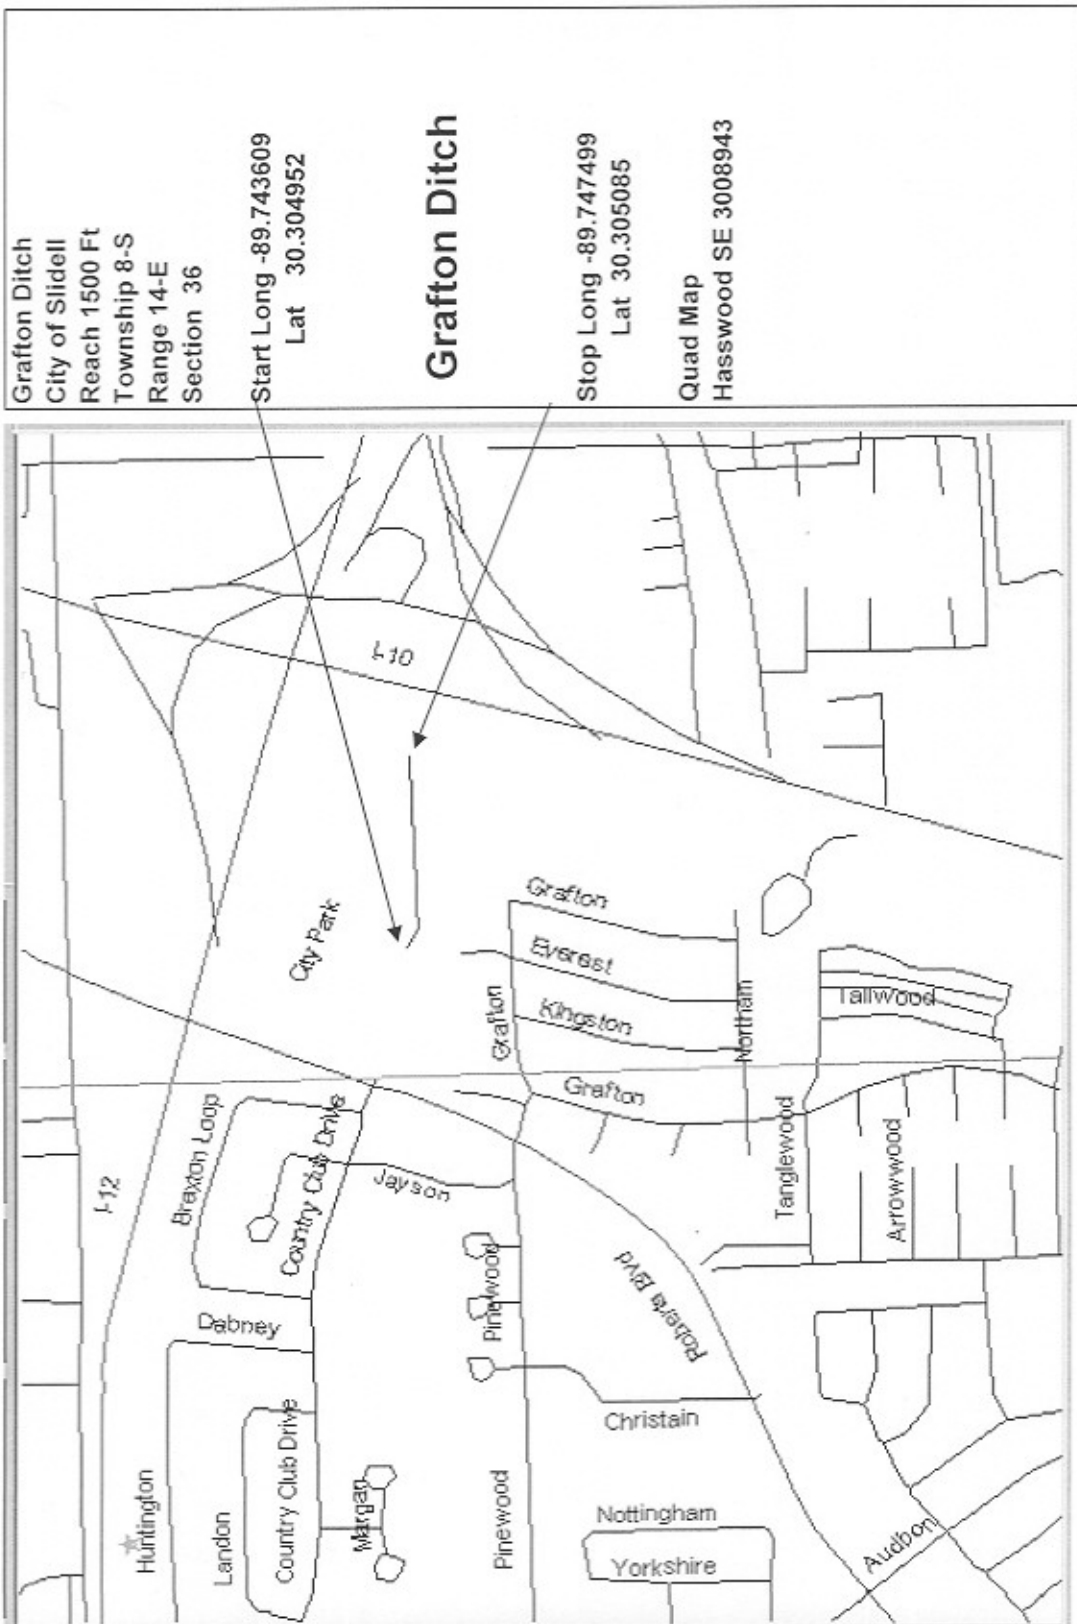 Grafton Ditch
City of Slidell
Reach 1500 Ft
Township 8-S
Range 14-E
Section 36
Start Long -89.743609
Lat 30.304952
Grafton Ditch
Stop Long -89.747499
Lat 30.305085
Quad Map
Hasswood SE 3008943
I-10
City Park
Grafton
Everest
Kingston
Grafton
Northam
Tallwood
Grafton
I-12
Braxton Loop
Country Club Drive
Jayson
Tanglewood
Arrowwood
Dabney
Pinewood
Roberts Blvd
Christain
Huntington
Landon
Country Club Drive
Margan
Pinewood
Nottingham
Yorkshire
Audbon